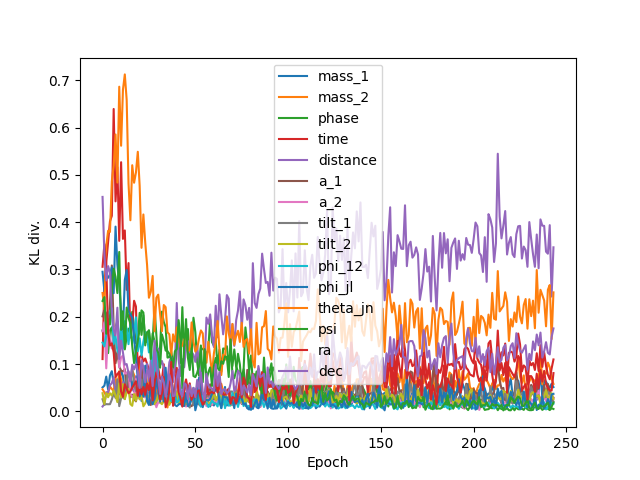 0.7
0.6
0.5
0.4
0.3
0.2
0.1
0.0
KL div.
mass_1
mass_2
phase
time
distance
a_1
a_2
tilt_1
tilt_2
phi_12
phi_jl
theta_jn
psi
ra
dec
0 50 100 150 200 250
Epoch